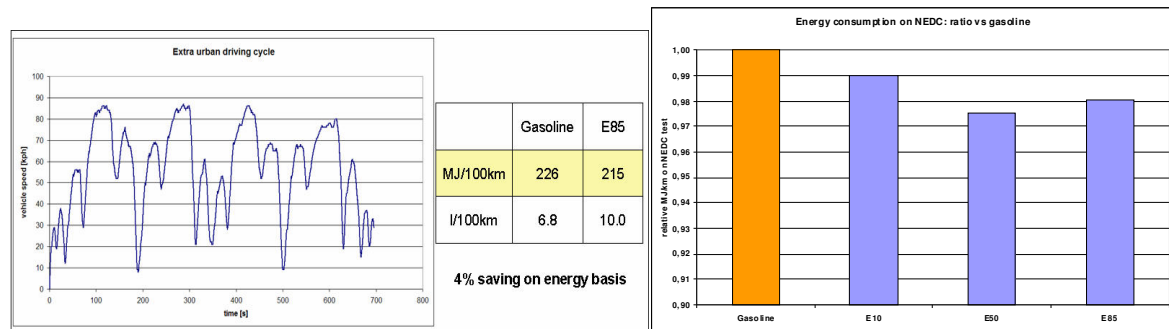 Extra urban driving cycle
100
90
80
70
60
50
40
30
20
10
0
vehicle speed [kph]
0 100 200 300 400 500 600 700 800
time [s]
Gasoline E85
MJ/100km 226 215
l/100km 6.8 10.0
4% saving on energy basis
Energy consumption on NEDC: ratio vs gasoline
1,00
0,99
0,98
0,97
0,96
0,95
0,94
0,93
0,92
0,91
0,90
relative MJ/km on NEDC test
Gasoline E10 E50 E85